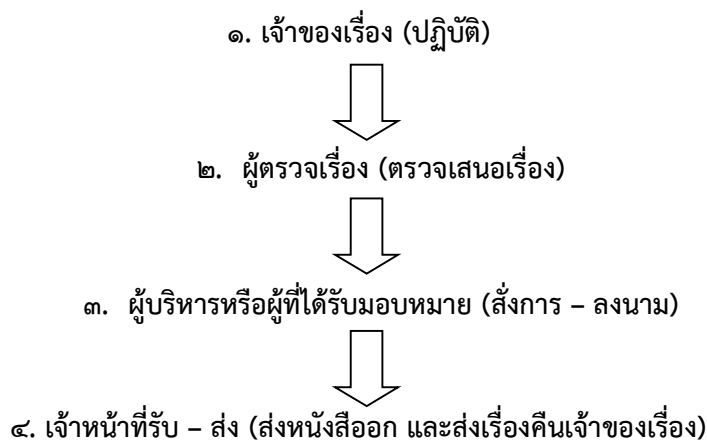 ๑. เจ้าของเรื่อง (ปฏิบัติ)
๒. ผู้ตรวจเรื่อง (ตรวจเสนอเรื่อง)
๓. ผู้บริหารหรือผู้ที่ได้รับมอบหมาย (สั่งการ – ลงนาม)
๔. เจ้าหน้าที่รับ – ส่ง (ส่งหนังสือออก และส่งเรื่องคืนเจ้าของเรื่อง)